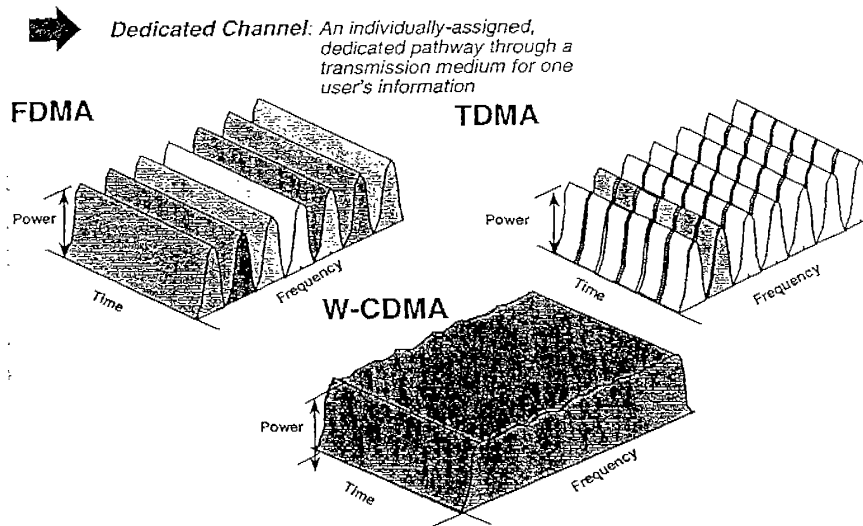 Dedicated Channel: An individually-assigned,
dedicated pathway through a
transmission medium for one
user's information
FDMA
Power
Time
Frequency
TDMA
Power
Time
Frequency
W-CDMA
Power
Time
Frequency